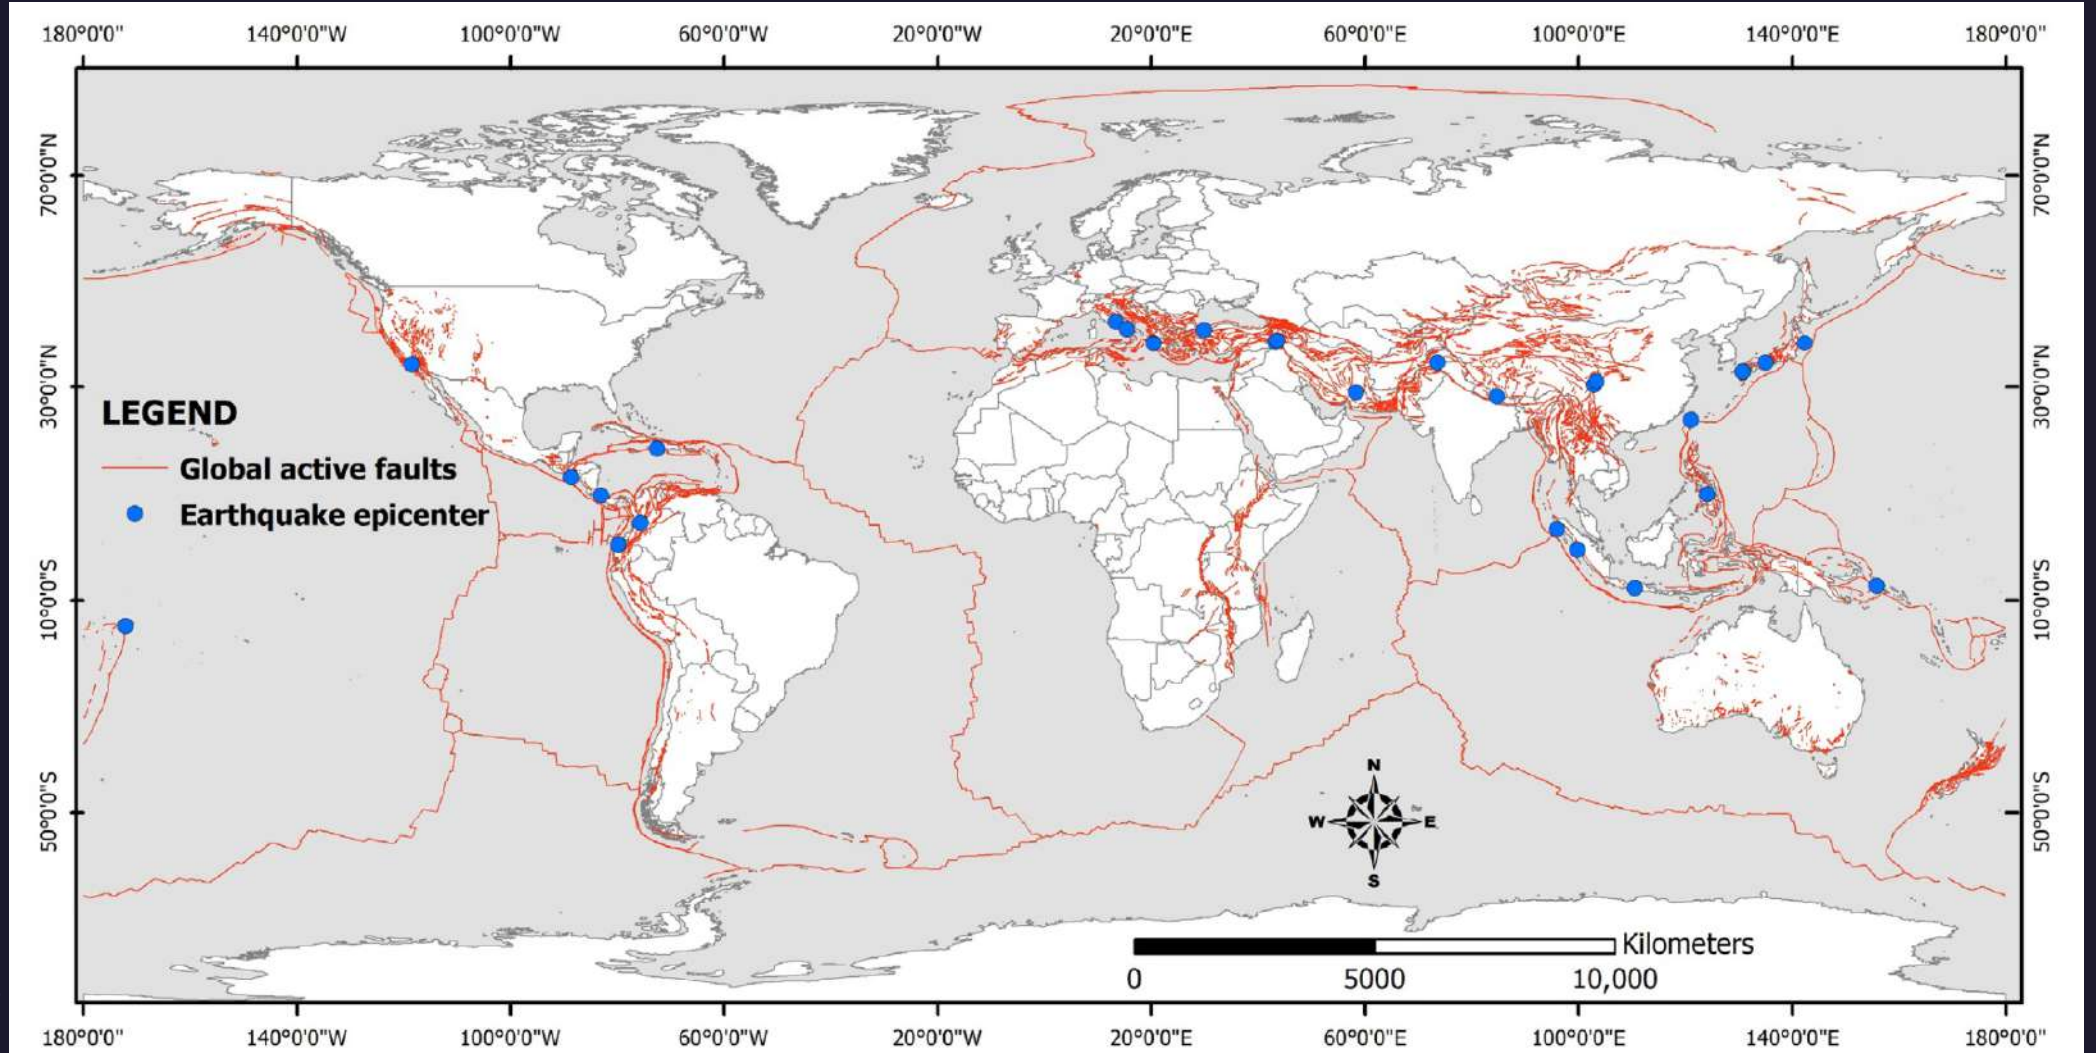 180°0'0" 140°0'0"W 100°0'0"W 60°0'0"W 20°0'0"W 20°0'0"E 60°0'0"E 100°0'0"E 140°0'0"E 180°0'0"
70°0'0"N 70°0'0"N
30°0'0"N 30°0'0"N
LEGEND
Global active faults
Earthquake epicenter
10°0'0"S 10°0'0"S
50°0'0"S 50°0'0"S
N
W E
S
Kilometers
0 5000 10,000
180°0'0" 140°0'0"W 100°0'0"W 60°0'0"W 20°0'0"W 20°0'0"E 60°0'0"E 100°0'0"E 140°0'0"E 180°0'0"